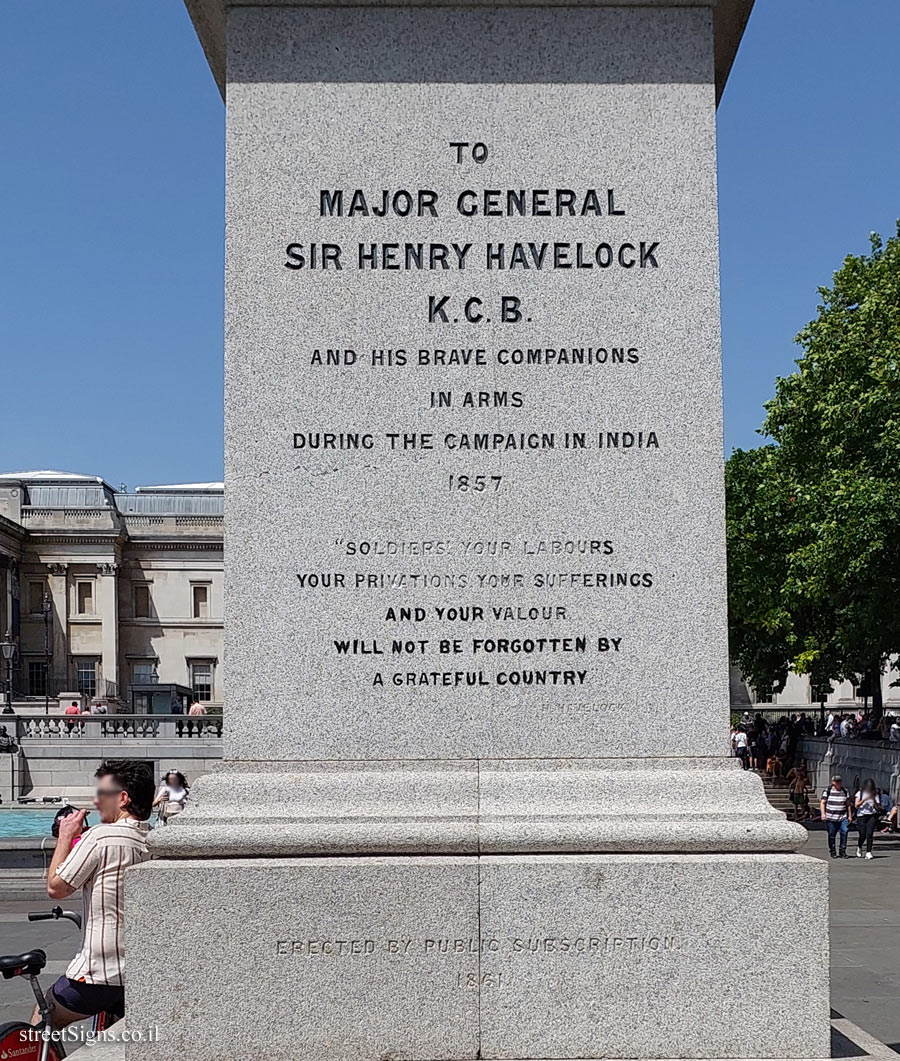 TO
MAJOR GENERAL
SIR HENRY HAVELOCK
K.C.B.
AND HIS BRAVE COMPANIONS
IN ARMS
DURING THE CAMPAIGN IN INDIA
1857
"SOLDIERS! YOUR LABOURS
YOUR PRIVATIONS YOUR SUFFERINGS
AND YOUR VALOUR
WILL NOT BE FORGOTTEN BY
A GRATEFUL COUNTRY
HAVELOCK
ERECTED BY PUBLIC SUBSCRIPTION.
1861
Santander
streetSigns.co.il